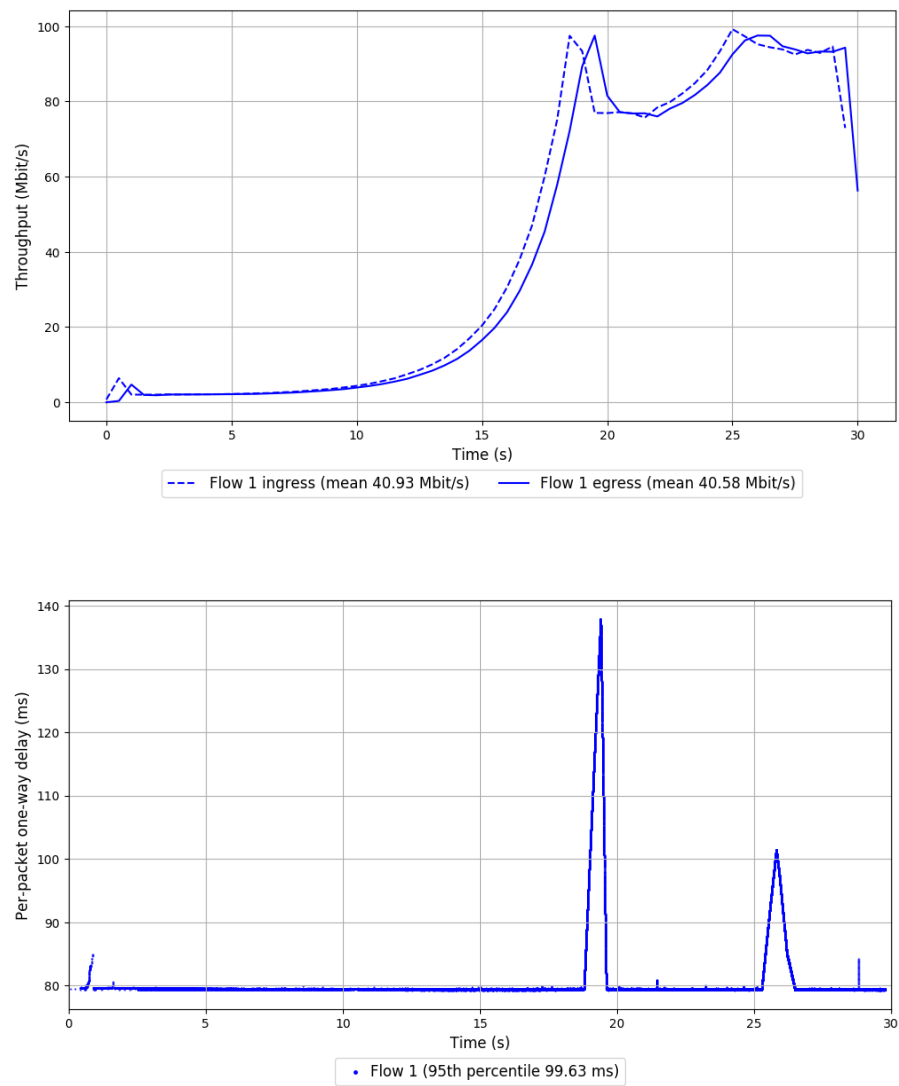 100
80
60
40
20
0
Throughput (Mbit/s)
0 5 10 15 20 25 30
Time (s)
Flow 1 ingress (mean 40.93 Mbit/s) Flow 1 egress (mean 40.58 Mbit/s)
140
130
120
110
100
90
80
Per-packet one-way delay (ms)
0 5 10 15 20 25 30
Time (s)
Flow 1 (95th percentile 99.63 ms)